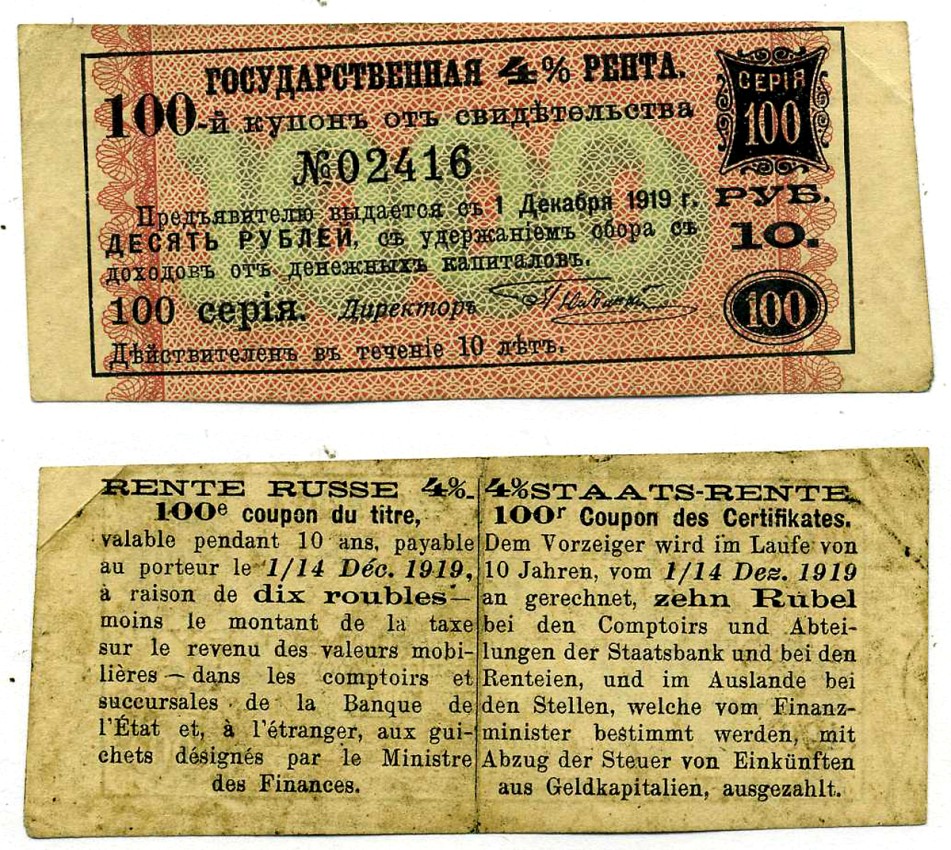 ГОСУДАРСТВЕННАЯ 4% РЕНТА.
100-й купонъ отъ свидѣтельства
№02416
Предъявителю выдается съ 1 Декабря 1919 г.
ДЕСЯТЬ РУБЛЕЙ, съ удержаніемъ сбора съ
доходовъ отъ денежныхъ капиталовъ.
100 серія. Директоръ
Дѣйствителенъ въ теченіе 10 лѣтъ.
СЕРІЯ
100
РУБ.
10.
100
1000
RENTE RUSSE 4%.
100e coupon du titre,
valable pendant 10 ans, payable
au porteur le 1/14 Déc. 1919,
à raison de dix roubles —
moins le montant de la taxe
sur le revenu des valeurs mobi-
lières — dans les comptoirs et
succursales de la Banque de
l'État et, à l'étranger, aux gui-
chets désignés par le Ministre
des Finances.
4% STAATS-RENTE.
100r Coupon des Certifikates.
Dem Vorzeiger wird im Laufe von
10 Jahren, vom 1/14 Dez. 1919
an gerechnet, zehn Rubel
bei den Comptoirs und Abtei-
lungen der Staatsbank und bei den
Renteien, und im Auslande bei
den Stellen, welche vom Finanz-
minister bestimmt werden, mit
Abzug der Steuer von Einkünften
aus Geldkapitalien, ausgezahlt.